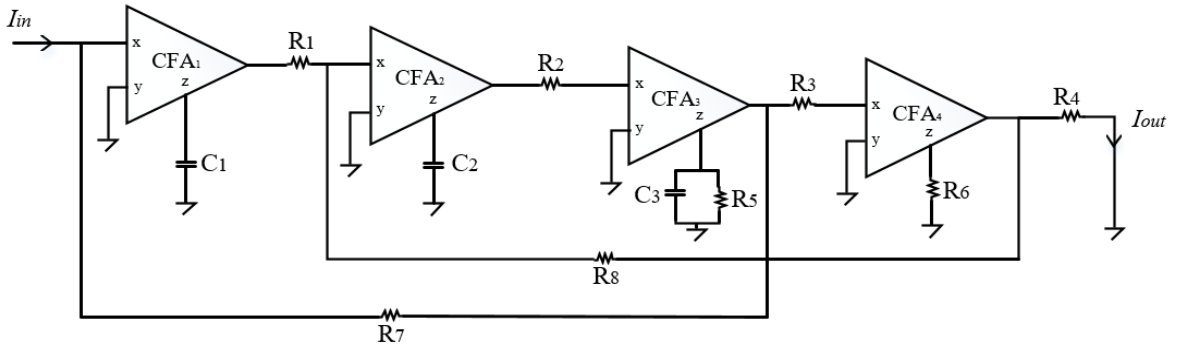 Iin
x
y
z
CFA1
C1
R1
x
y
z
CFA2
C2
R2
x
y
z
CFA3
C3
R5
R3
x
y
z
CFA4
R6
R4
Iout
R8
R7